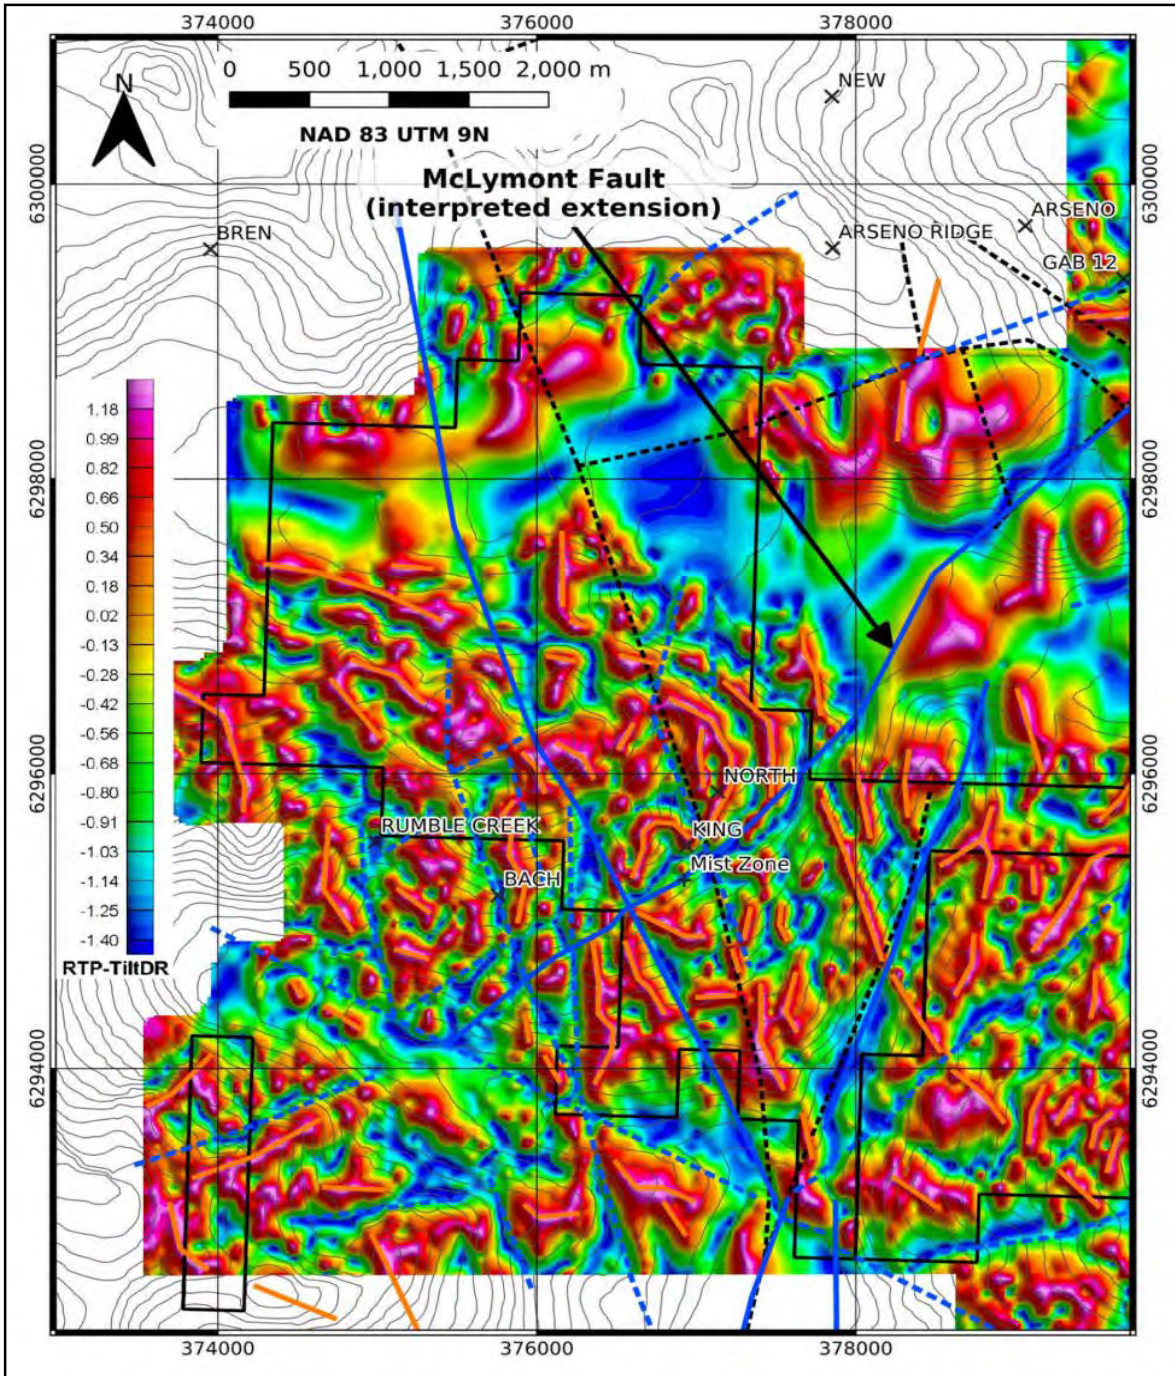 374000 376000 378000
N
0 500 1,000 1,500 2,000 m
NAD 83 UTM 9N
McLymont Fault
(interpreted extension)
NEW
BREN
ARSENO
ARSENO RIDGE
GAB 12
6300000 6300000
6298000 6298000
6296000 6296000
6294000 6294000
1.18
0.99
0.82
0.66
0.50
0.34
0.18
0.02
-0.13
-0.28
-0.42
-0.56
-0.68
-0.80
-0.91
-1.03
-1.14
-1.25
-1.40
RTP-TiltDR
NORTH
RUMBLE CREEK
KING
Mist Zone
BACH
374000 376000 378000